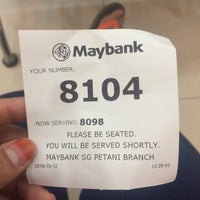 Maybank
YOUR NUMBER:
8104
NOW SERVING: 8098
PLEASE BE SEATED.
YOU WILL BE SERVED SHORTLY.
MAYBANK SG PETANI BRANCH
2018-10-12 12:28:52